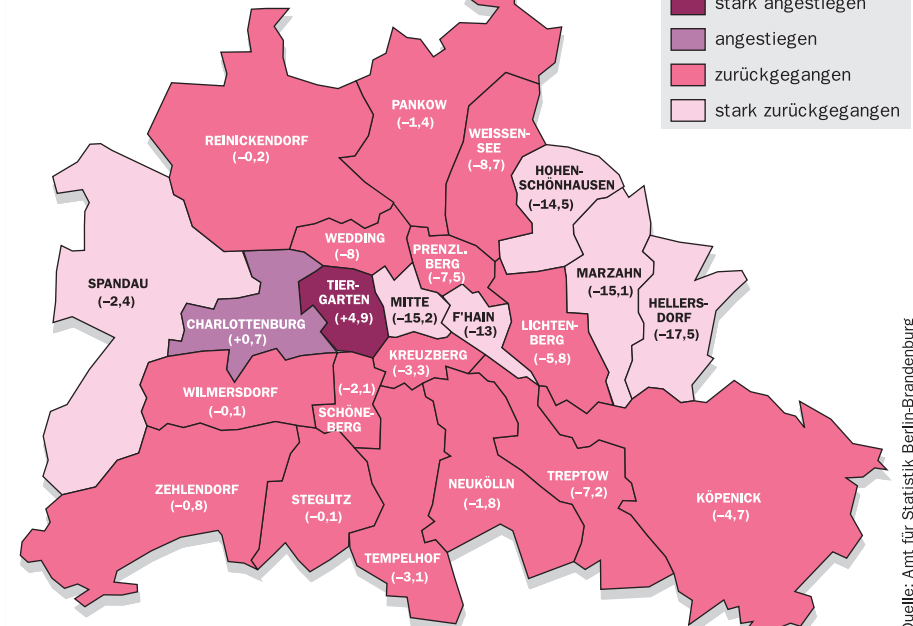 stark angestiegen
angestiegen
zurückgegangen
stark zurückgegangen
PANKOW
(–1,4)
REINICKENDORF
(–0,2)
WEISSEN-
SEE
(–8,7)
HOHEN-
SCHÖNHAUSEN
(–14,5)
WEDDING
(–8)
PRENZL.
BERG
(–7,5)
SPANDAU
(–2,4)
TIER-
GARTEN
(+4,9)
MITTE
(–15,2)
F'HAIN
(–13)
MARZAHN
(–15,1)
HELLERS-
DORF
(–17,5)
CHARLOTTENBURG
(+0,7)
LICHTEN-
BERG
(–5,8)
KREUZBERG
(–3,3)
WILMERSDORF
(–0,1)
(–2,1)
SCHÖNE-
BERG
ZEHLENDORF
(–0,8)
STEGLITZ
(–0,1)
NEUKÖLLN
(–1,8)
TREPTOW
(–7,2)
KÖPENICK
(–4,7)
TEMPELHOF
(–3,1)
Quelle: Amt für Statistik Berlin-Brandenburg